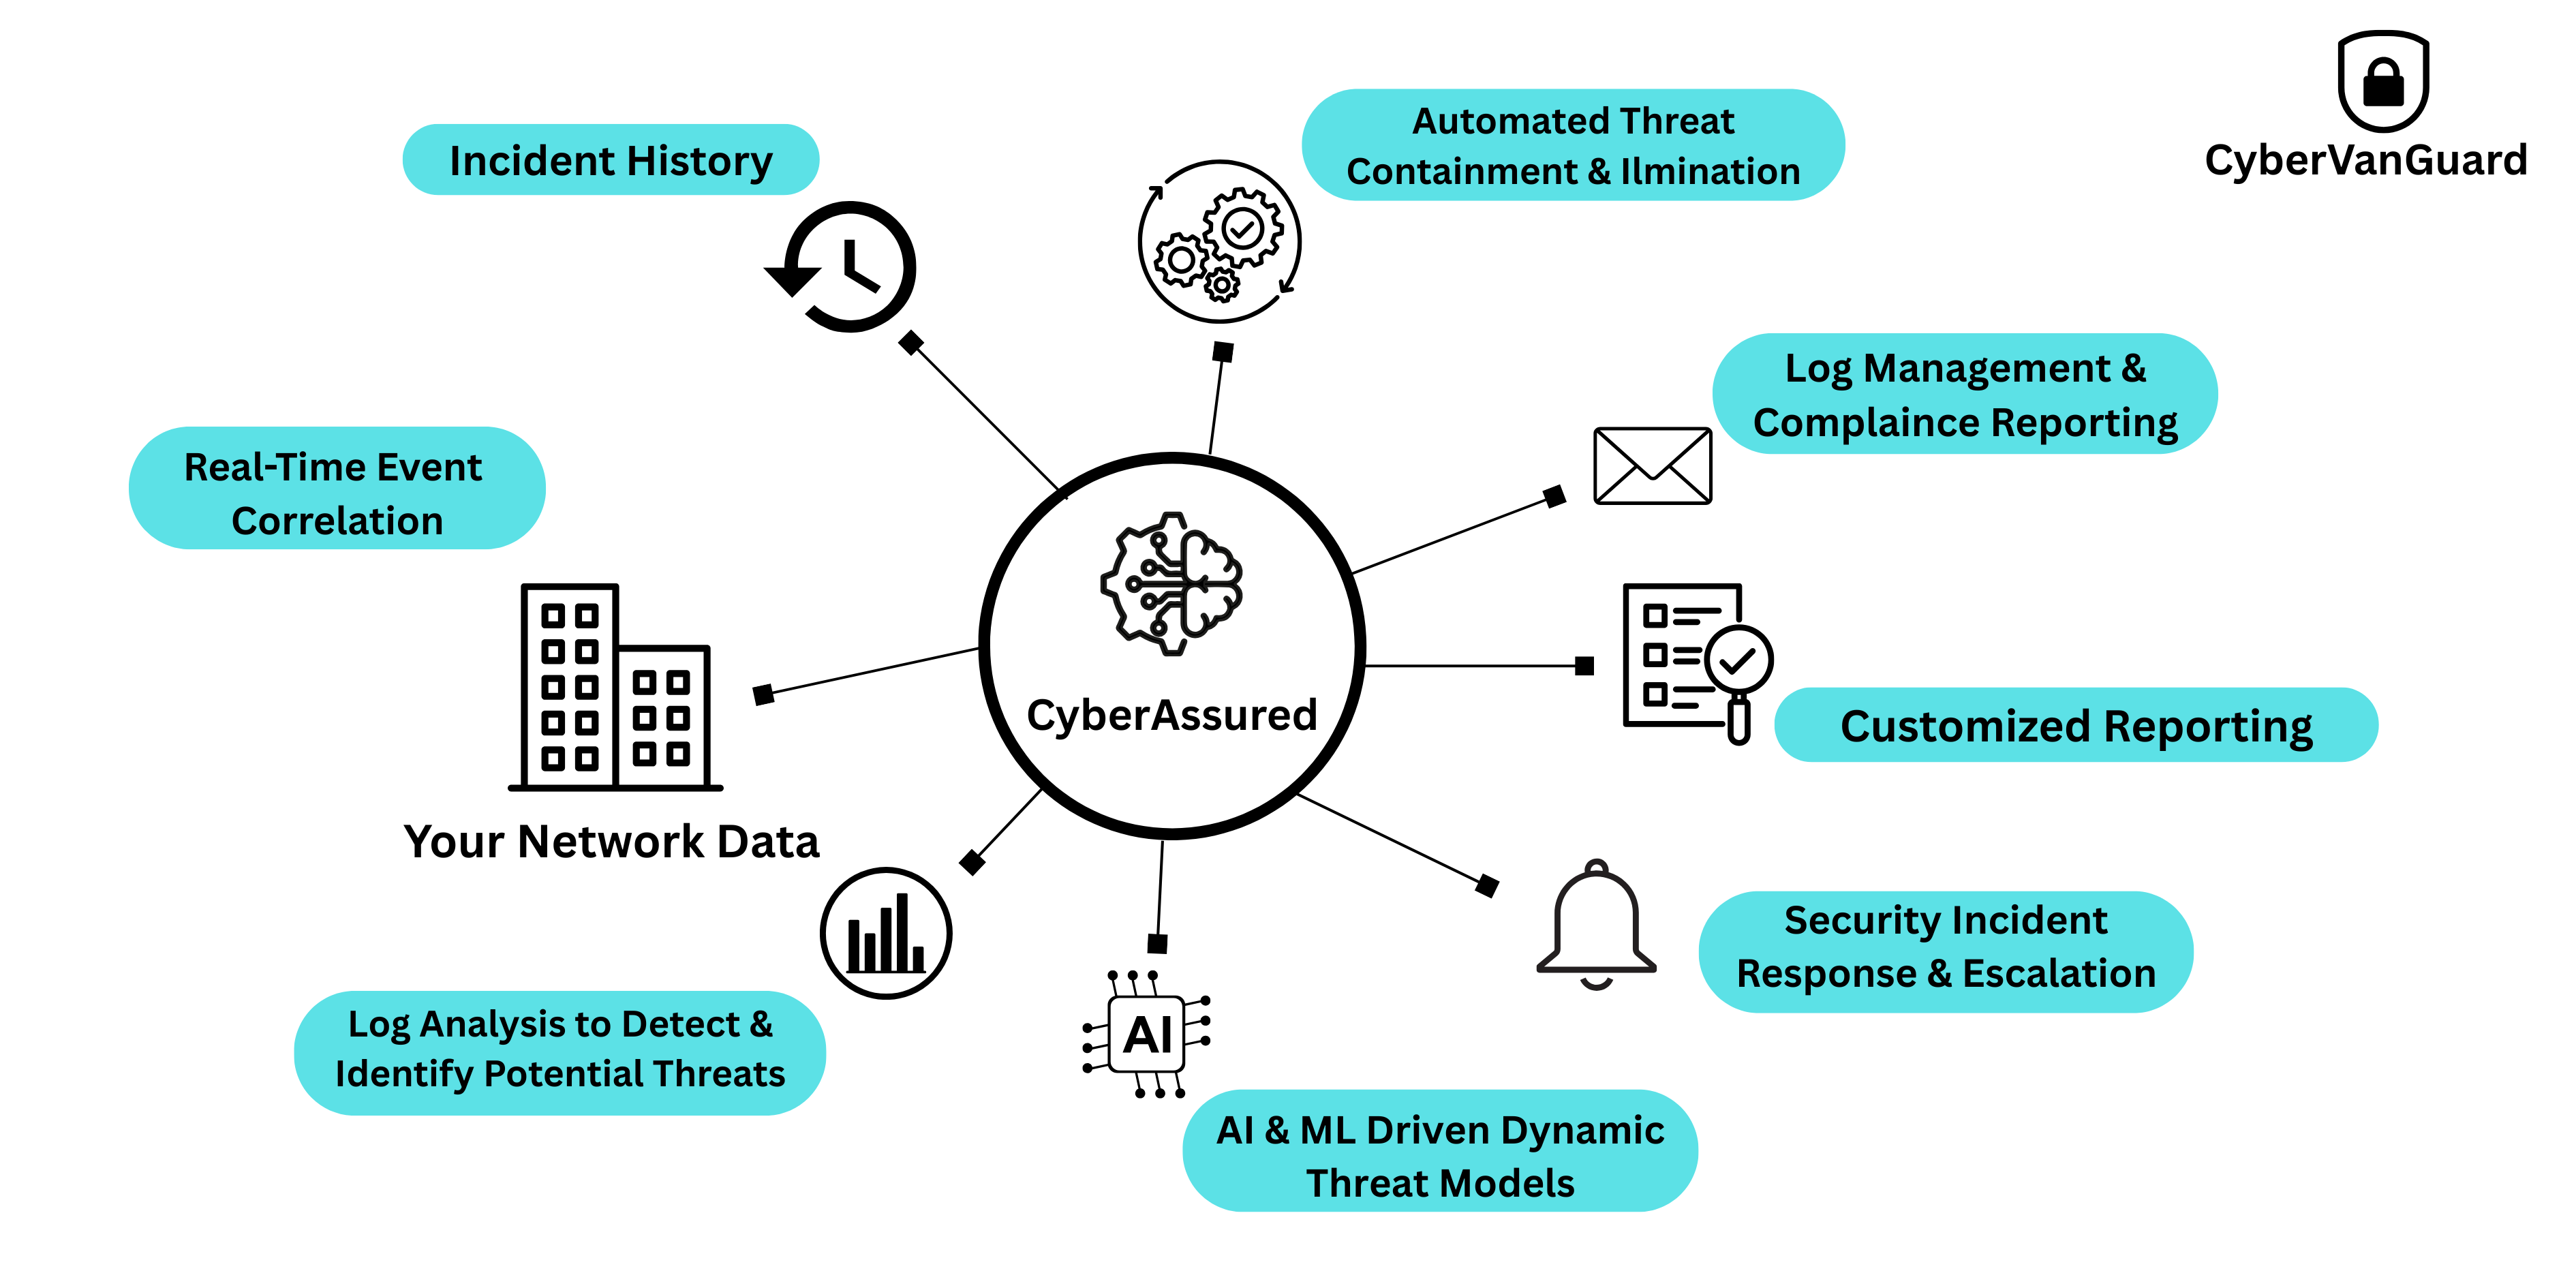 CyberVanGuard
Automated Threat
Containment & Ilmination
Incident History
Log Management &
Complaince Reporting
Real-Time Event
Correlation
CyberAssured
Customized Reporting
Your Network Data
Security Incident
Response & Escalation
Log Analysis to Detect &
Identify Potential Threats
AI
AI & ML Driven Dynamic
Threat Models